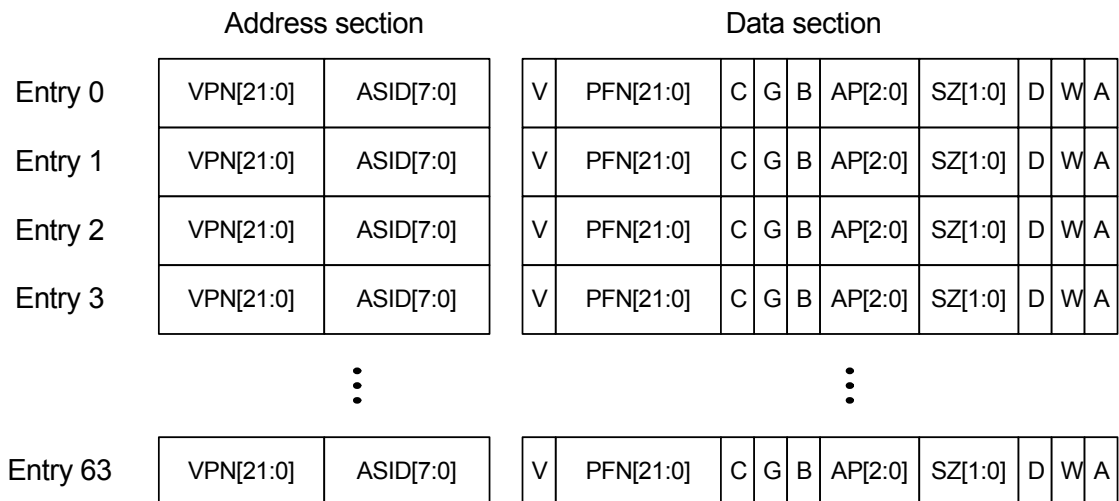 Address section Data section
Entry 0 VPN[21:0] ASID[7:0] V PFN[21:0] C G B AP[2:0] SZ[1:0] D W A
Entry 1 VPN[21:0] ASID[7:0] V PFN[21:0] C G B AP[2:0] SZ[1:0] D W A
Entry 2 VPN[21:0] ASID[7:0] V PFN[21:0] C G B AP[2:0] SZ[1:0] D W A
Entry 3 VPN[21:0] ASID[7:0] V PFN[21:0] C G B AP[2:0] SZ[1:0] D W A
Entry 63 VPN[21:0] ASID[7:0] V PFN[21:0] C G B AP[2:0] SZ[1:0] D W A